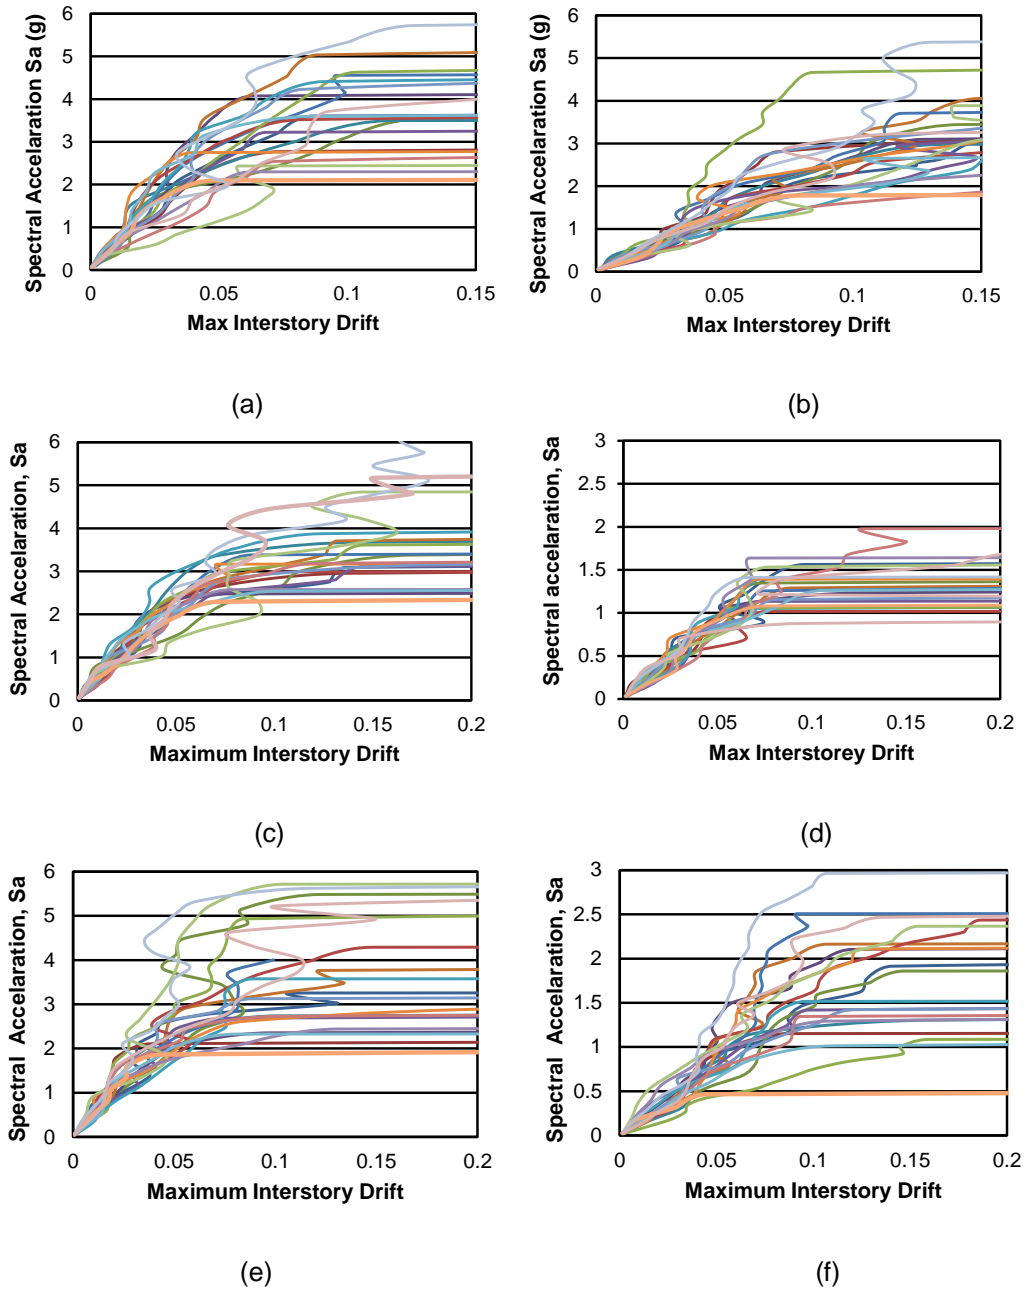 Spectral Accelaration Sa (g)
6
5
4
3
2
1
0
0 0.05 0.1 0.15
Max Interstory Drift
(a)
Spectral Accelaration Sa (g)
6
5
4
3
2
1
0
0 0.05 0.1 0.15
Max Interstorey Drift
(b)
Spectral Accelaration, Sa
6
5
4
3
2
1
0
0 0.05 0.1 0.15 0.2
Maximum Interstory Drift
(c)
Spectral accelaration, Sa
3
2.5
2
1.5
1
0.5
0
0 0.05 0.1 0.15 0.2
Max Interstorey Drift
(d)
Spectral Accelaration, Sa
6
5
4
3
2
1
0
0 0.05 0.1 0.15 0.2
Maximum Interstory Drift
(e)
Spectral Accelaration, Sa
3
2.5
2
1.5
1
0.5
0
0 0.05 0.1 0.15 0.2
Maximum Interstory Drift
(f)